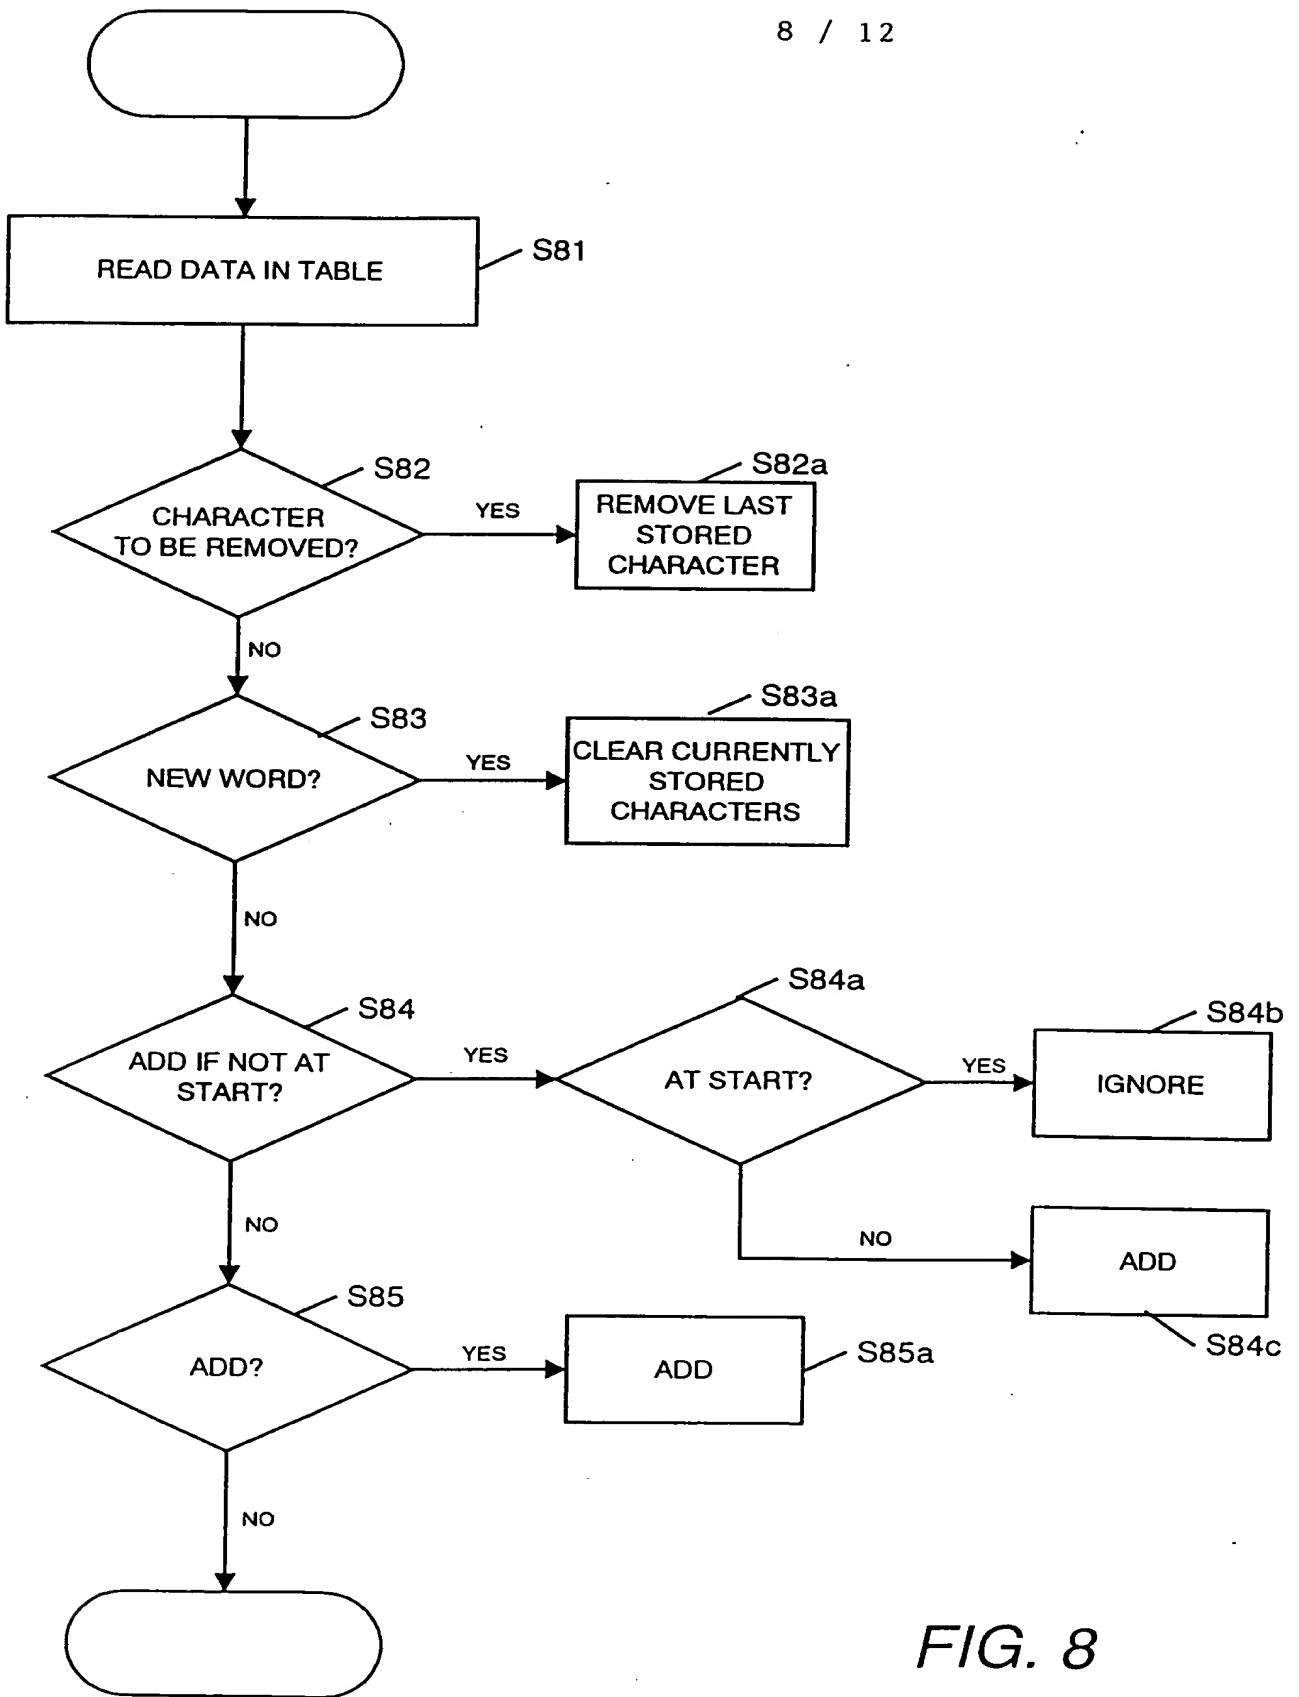 8 / 12
READ DATA IN TABLE
S81
S82
CHARACTER
TO BE REMOVED?
YES
S82a
REMOVE LAST
STORED
CHARACTER
NO
S83
NEW WORD?
YES
S83a
CLEAR CURRENTLY
STORED
CHARACTERS
NO
S84
ADD IF NOT AT
START?
YES
S84a
AT START?
YES
S84b
IGNORE
NO
ADD
S84c
NO
S85
ADD?
YES
ADD
S85a
NO
FIG. 8